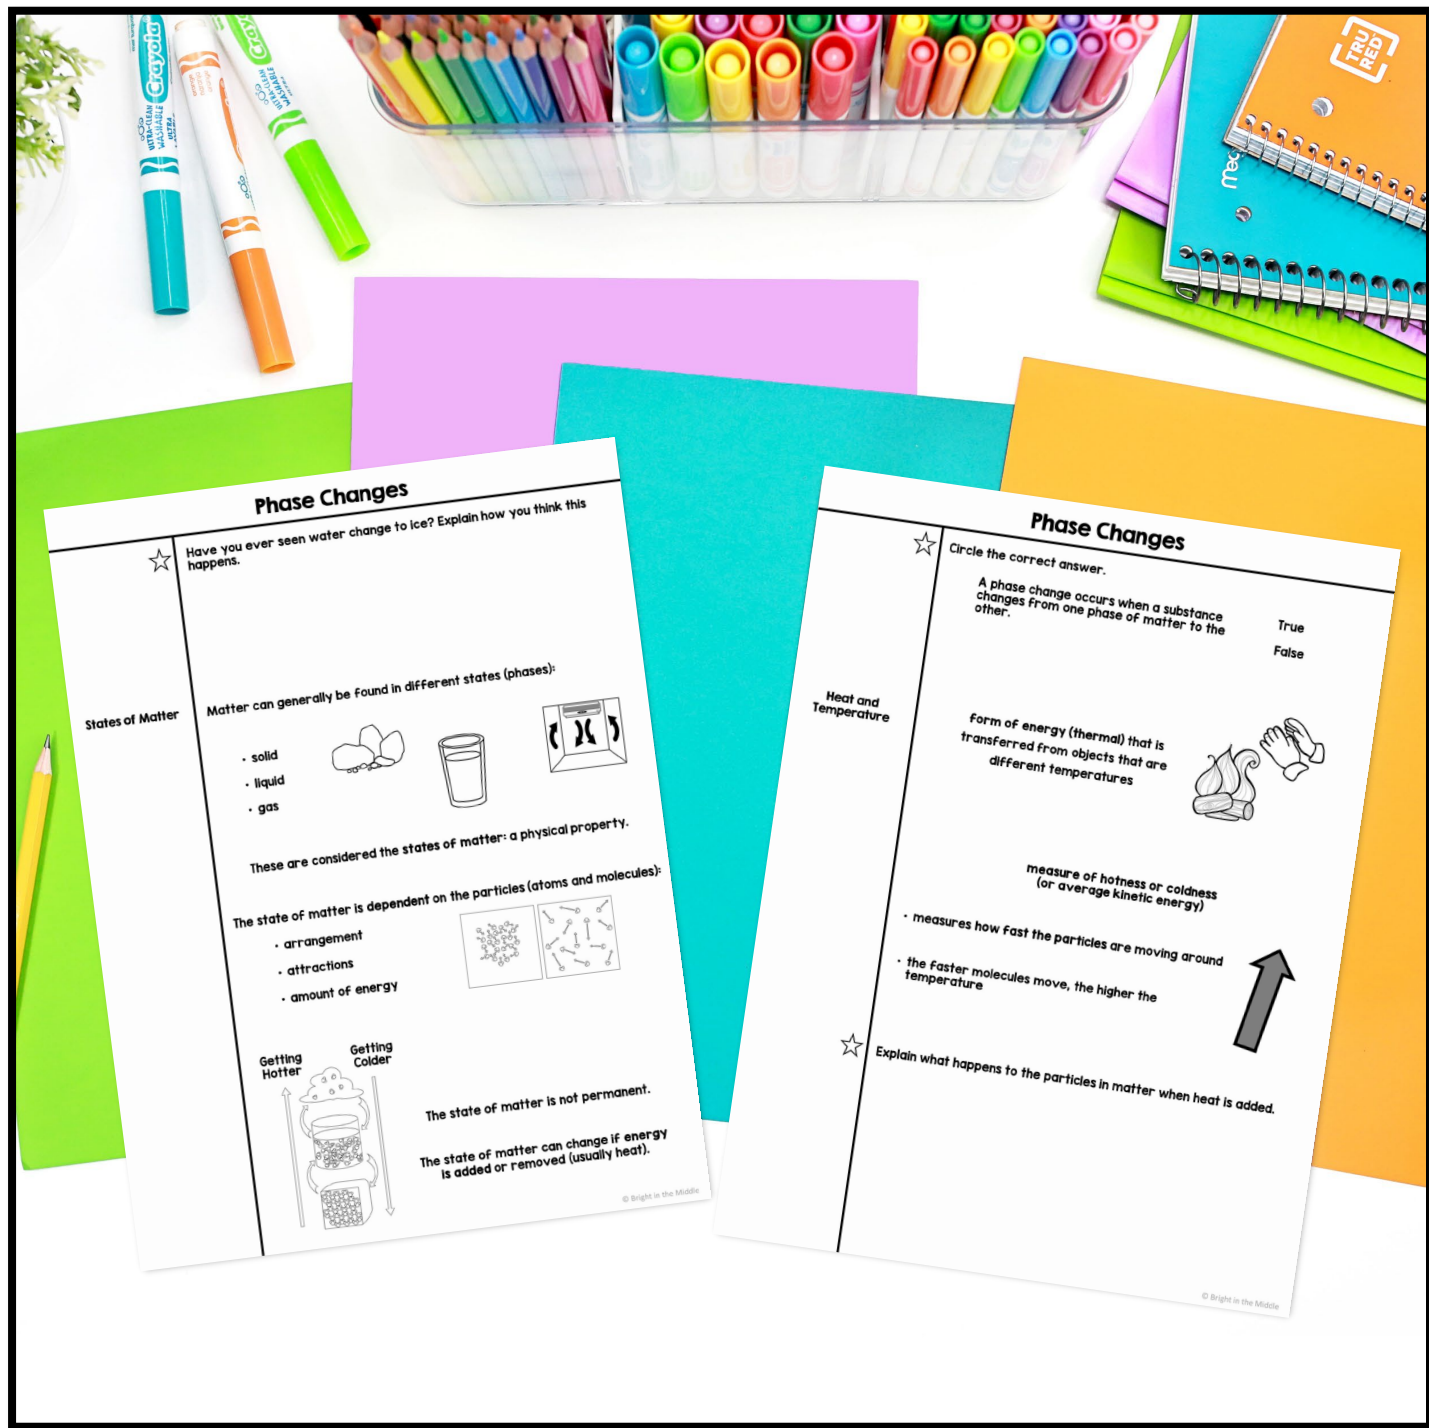 Crayola
ULTRA-CLEAN
WASHABLE
ULTRA
Crayola
ULTRA-CLEAN
WASHABLE
TRU
RED
Phase Changes
Have you ever seen water change to ice? Explain how you think this
happens.
States of Matter
Matter can generally be found in different states (phases):
• solid
• liquid
• gas
These are considered the states of matter: a physical property.
The state of matter is dependent on the particles (atoms and molecules):
• arrangement
• attractions
• amount of energy
Getting
Hotter
Getting
Colder
The state of matter is not permanent.
The state of matter can change if energy
is added or removed (usually heat).
© Bright in the Middle
Phase Changes
Circle the correct answer.
A phase change occurs when a substance
changes from one phase of matter to the
other.
True
False
Heat and
Temperature
form of energy (thermal) that is
transferred from objects that are
different temperatures
measure of hotness or coldness
(or average kinetic energy)
• measures how fast the particles are moving around
• the faster molecules move, the higher the
temperature
Explain what happens to the particles in matter when heat is added.
© Bright in the Middle